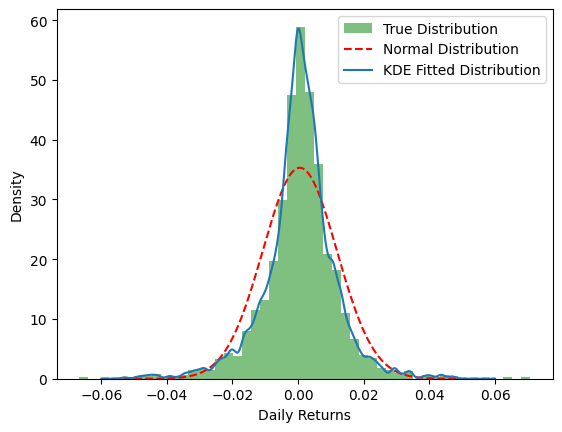 True Distribution
Normal Distribution
KDE Fitted Distribution
60
50
40
30
20
10
0
Density
−0.06 −0.04 −0.02 0.00 0.02 0.04 0.06
Daily Returns